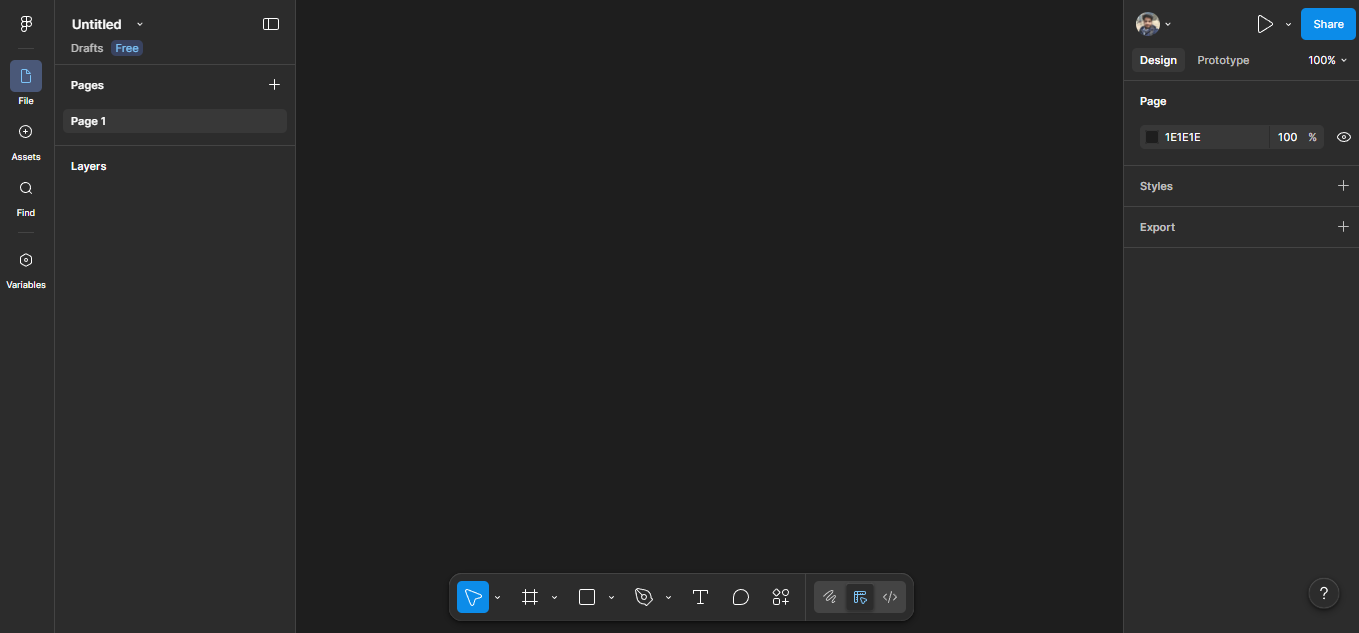 Untitled
Drafts Free
File
Pages
Page 1
Assets
Layers
Find
Variables
Share
Design Prototype 100%
Page
1E1E1E 100 %
Styles
Export
T
</>
?